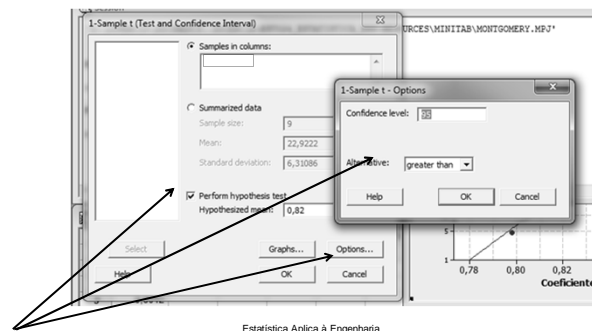 1-Sample t (Test and Confidence Interval)
OURCES\MINITAB\MONTGOMERY.MPJ'
Samples in columns:
1-Sample t - Options
Confidence level: 95
Summarized data
Sample size: 9
Mean: 22,9222
Standard deviation: 6,31086
Alternative: greater than
Help OK Cancel
Perform hypothesis test
Hypothesized mean: 0,82
Select Graphs... Options...
Help OK Cancel
5
1
0,78 0,80 0,82
Coeficiente
Estatística Aplica à Engenharia